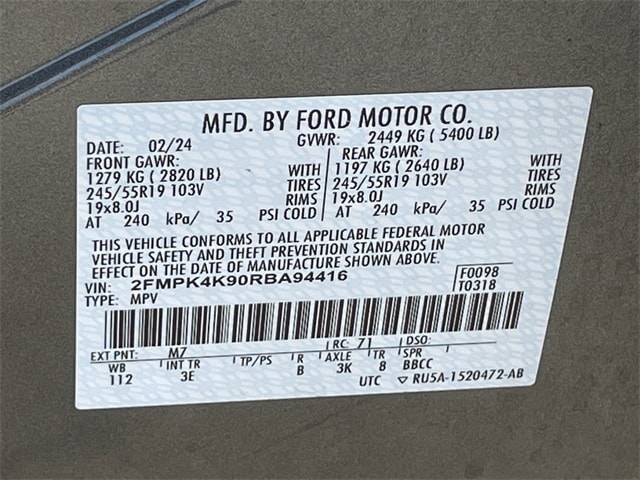 MFD. BY FORD MOTOR CO.
DATE: 02/24 GVWR: 2449 KG ( 5400 LB)
FRONT GAWR: REAR GAWR:
1279 KG ( 2820 LB) WITH 1197 KG ( 2640 LB) WITH
245/55R19 103V TIRES 245/55R19 103V TIRES
19x8.0J RIMS 19x8.0J RIMS
AT 240 kPa/ 35 PSI COLD AT 240 kPa/ 35 PSI COLD
THIS VEHICLE CONFORMS TO ALL APPLICABLE FEDERAL MOTOR
VEHICLE SAFETY AND THEFT PREVENTION STANDARDS IN
EFFECT ON THE DATE OF MANUFACTURE SHOWN ABOVE.
VIN: 2FMPK4K90RBA94416 F0098
TYPE: MPV T0318
EXT PNT: M7 RC: 71 DSO:
WB INT TR TP/PS R AXLE TR SPR
112 3E B 3K 8 BBCC
UTC ▽ RU5A-1520472-AB